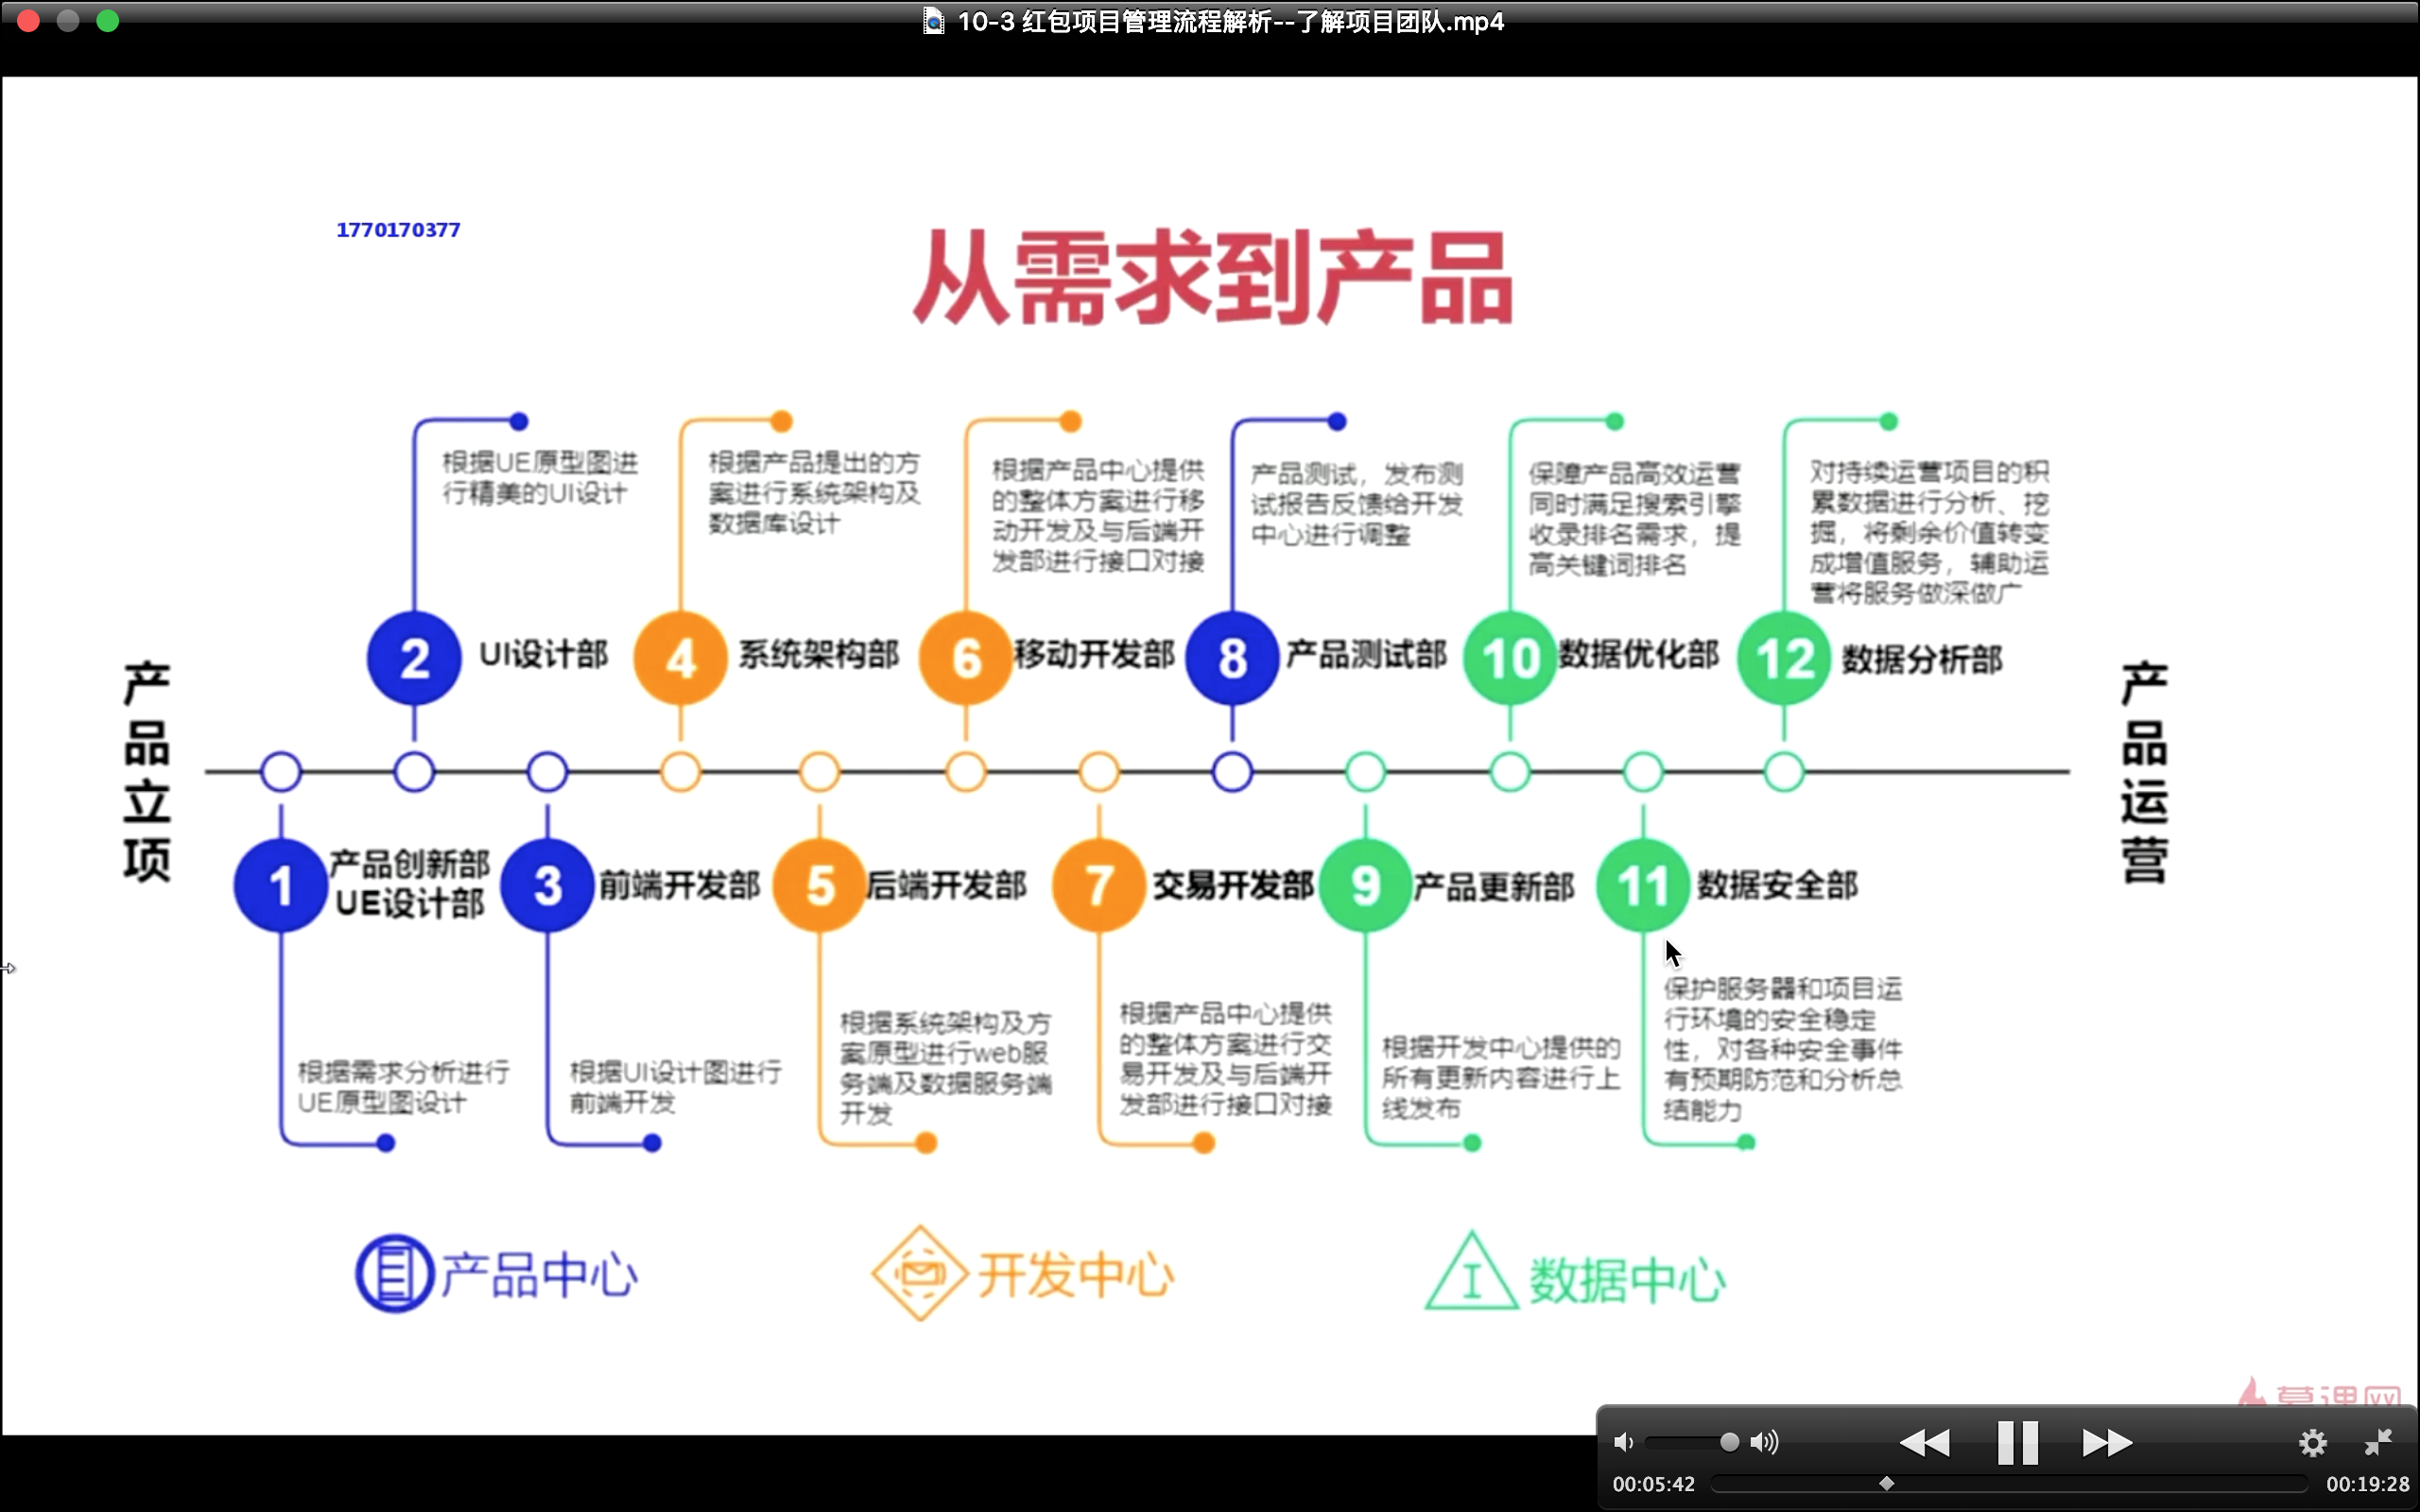 10-3 红包项目管理流程解析--了解项目团队.mp4
1770170377
从需求到产品
根据UE原型图进
行精美的UI设计
根据产品提出的方
案进行系统架构及
数据库设计
根据产品中心提供
的整体方案进行移
动开发及与后端开
发部进行接口对接
产品测试，发布测
试报告反馈给开发
中心进行调整
保障产品高效运营
同时满足搜索引擎
收录排名需求，提
高关键词排名
对持续运营项目的积
累数据进行分析、挖
掘，将剩余价值转变
成增值服务，辅助运
营将服务做深做广
2 UI设计部
4 系统架构部
6 移动开发部
8 产品测试部
10 数据优化部
12 数据分析部
产品立项
产品运营
1 产品创新部
UE设计部
3 前端开发部
5 后端开发部
7 交易开发部
9 产品更新部
11 数据安全部
根据需求分析进行
UE原型图设计
根据UI设计图进行
前端开发
根据系统架构及方
案原型进行web服
务端及数据服务端
开发
根据产品中心提供
的整体方案进行交
易开发及与后端开
发部进行接口对接
根据开发中心提供的
所有更新内容进行上
线发布
保护服务器和项目运
行环境的安全稳定
性，对各种安全事件
有预期防范和分析总
结能力
产品中心
开发中心
数据中心
慕课网
00:05:42
00:19:28